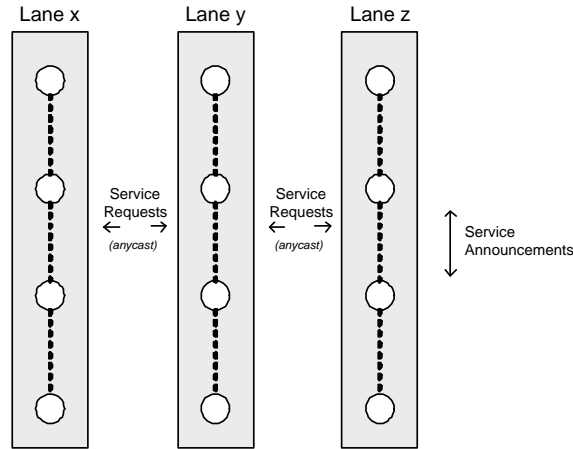 Lane x
Lane y
Lane z
Service
Requests
(anycast)
Service
Requests
(anycast)
Service
Announcements